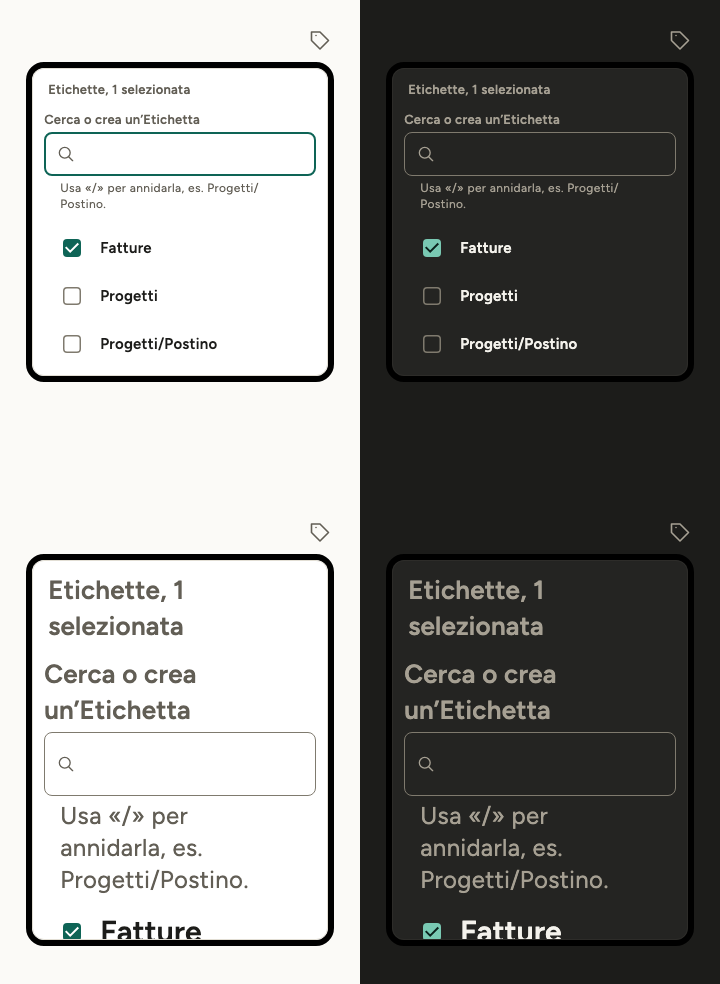 Etichette, 1 selezionata
Cerca o crea un’Etichetta
Usa «/» per annidarla, es. Progetti/
Postino.
Fatture
Progetti
Progetti/Postino
Etichette, 1 selezionata
Cerca o crea un’Etichetta
Usa «/» per annidarla, es. Progetti/
Postino.
Fatture
Progetti
Progetti/Postino
Etichette, 1
selezionata
Cerca o crea
un’Etichetta
Usa «/» per
annidarla, es.
Progetti/Postino.
Fatture
Etichette, 1
selezionata
Cerca o crea
un’Etichetta
Usa «/» per
annidarla, es.
Progetti/Postino.
Fatture